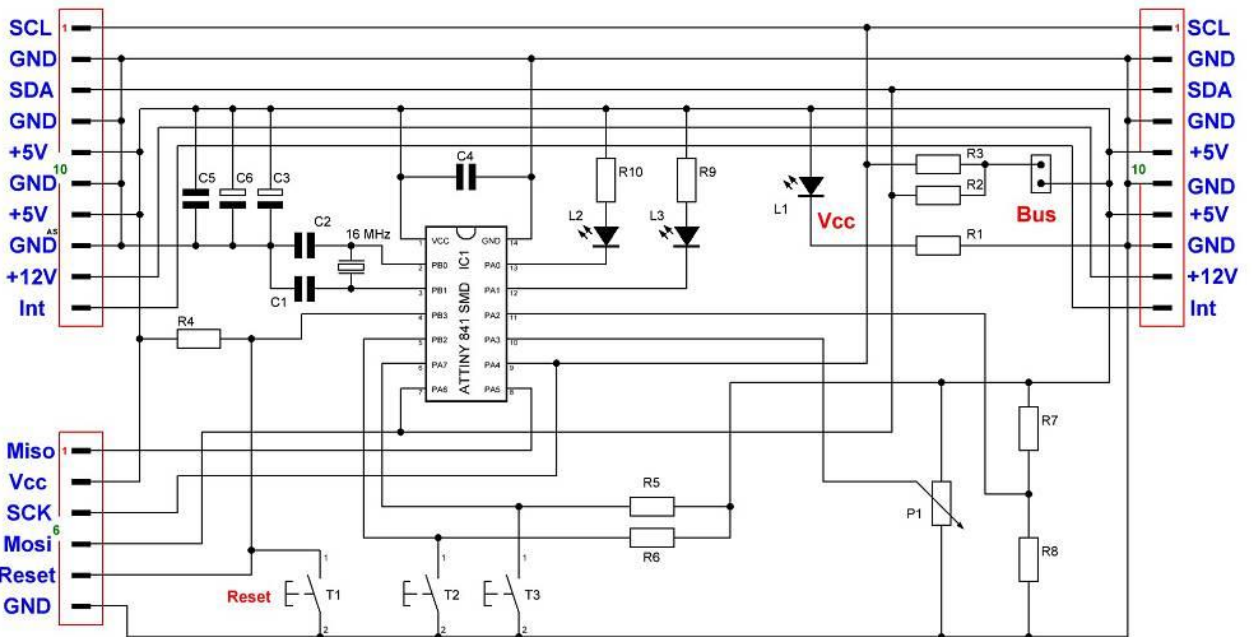 SCL 1
GND
SDA
GND
+5V
10
GND
+5V
AS
GND
+12V
Int
Miso 1
Vcc
SCK
6
Mosi
Reset
GND
C5
C6
C3
C2
16 MHz
C1
R4
C4
1 VCC
2 PB0
3 PB1
4 PB3
5 PB2
6 PA7
7 PA6
IC1
ATTINY 841 SMD
GND 14
PA0 13
PA1 12
PA2 11
PA3 10
PA4 9
PA5 8
R10
R9
L2
L3
L1
Vcc
R3
R2
R1
Bus
R5
R6
P1
R7
R8
Reset
1
T1
2
1
T2
2
1
T3
2
1 SCL
GND
SDA
GND
+5V
10
GND
+5V
GND
+12V
Int